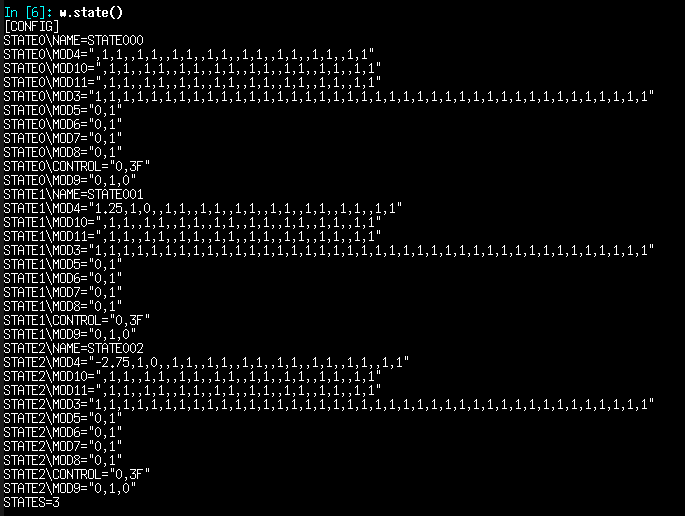 In [6]: w.state()
[CONFIG]
STATE0\NAME=STATE000
STATE0\MOD4=",1,1,,1,1,,1,1,,1,1,,1,1,,1,1,,1,1,,1,1"
STATE0\MOD10=",1,1,,1,1,,1,1,,1,1,,1,1,,1,1,,1,1,,1,1"
STATE0\MOD11=",1,1,,1,1,,1,1,,1,1,,1,1,,1,1,,1,1,,1,1"
STATE0\MOD3="1,1,1,1,1,1,1,1,1,1,1,1,1,1,1,1,1,1,1,1,1,1,1,1,1,1,1,1,1,1,1,1,1,1,1,1,1,1,1,1"
STATE0\MOD5="0,1"
STATE0\MOD6="0,1"
STATE0\MOD7="0,1"
STATE0\MOD8="0,1"
STATE0\CONTROL="0,3F"
STATE0\MOD9="0,1,0"
STATE1\NAME=STATE001
STATE1\MOD4="1.25,1,0,,1,1,,1,1,,1,1,,1,1,,1,1,,1,1,,1,1"
STATE1\MOD10=",1,1,,1,1,,1,1,,1,1,,1,1,,1,1,,1,1,,1,1"
STATE1\MOD11=",1,1,,1,1,,1,1,,1,1,,1,1,,1,1,,1,1,,1,1"
STATE1\MOD3="1,1,1,1,1,1,1,1,1,1,1,1,1,1,1,1,1,1,1,1,1,1,1,1,1,1,1,1,1,1,1,1,1,1,1,1,1,1,1,1"
STATE1\MOD5="0,1"
STATE1\MOD6="0,1"
STATE1\MOD7="0,1"
STATE1\MOD8="0,1"
STATE1\CONTROL="0,3F"
STATE1\MOD9="0,1,0"
STATE2\NAME=STATE002
STATE2\MOD4="-2.75,1,0,,1,1,,1,1,,1,1,,1,1,,1,1,,1,1,,1,1"
STATE2\MOD10=",1,1,,1,1,,1,1,,1,1,,1,1,,1,1,,1,1,,1,1"
STATE2\MOD11=",1,1,,1,1,,1,1,,1,1,,1,1,,1,1,,1,1,,1,1"
STATE2\MOD3="1,1,1,1,1,1,1,1,1,1,1,1,1,1,1,1,1,1,1,1,1,1,1,1,1,1,1,1,1,1,1,1,1,1,1,1,1,1,1,1"
STATE2\MOD5="0,1"
STATE2\MOD6="0,1"
STATE2\MOD7="0,1"
STATE2\MOD8="0,1"
STATE2\CONTROL="0,3F"
STATE2\MOD9="0,1,0"
STATES=3